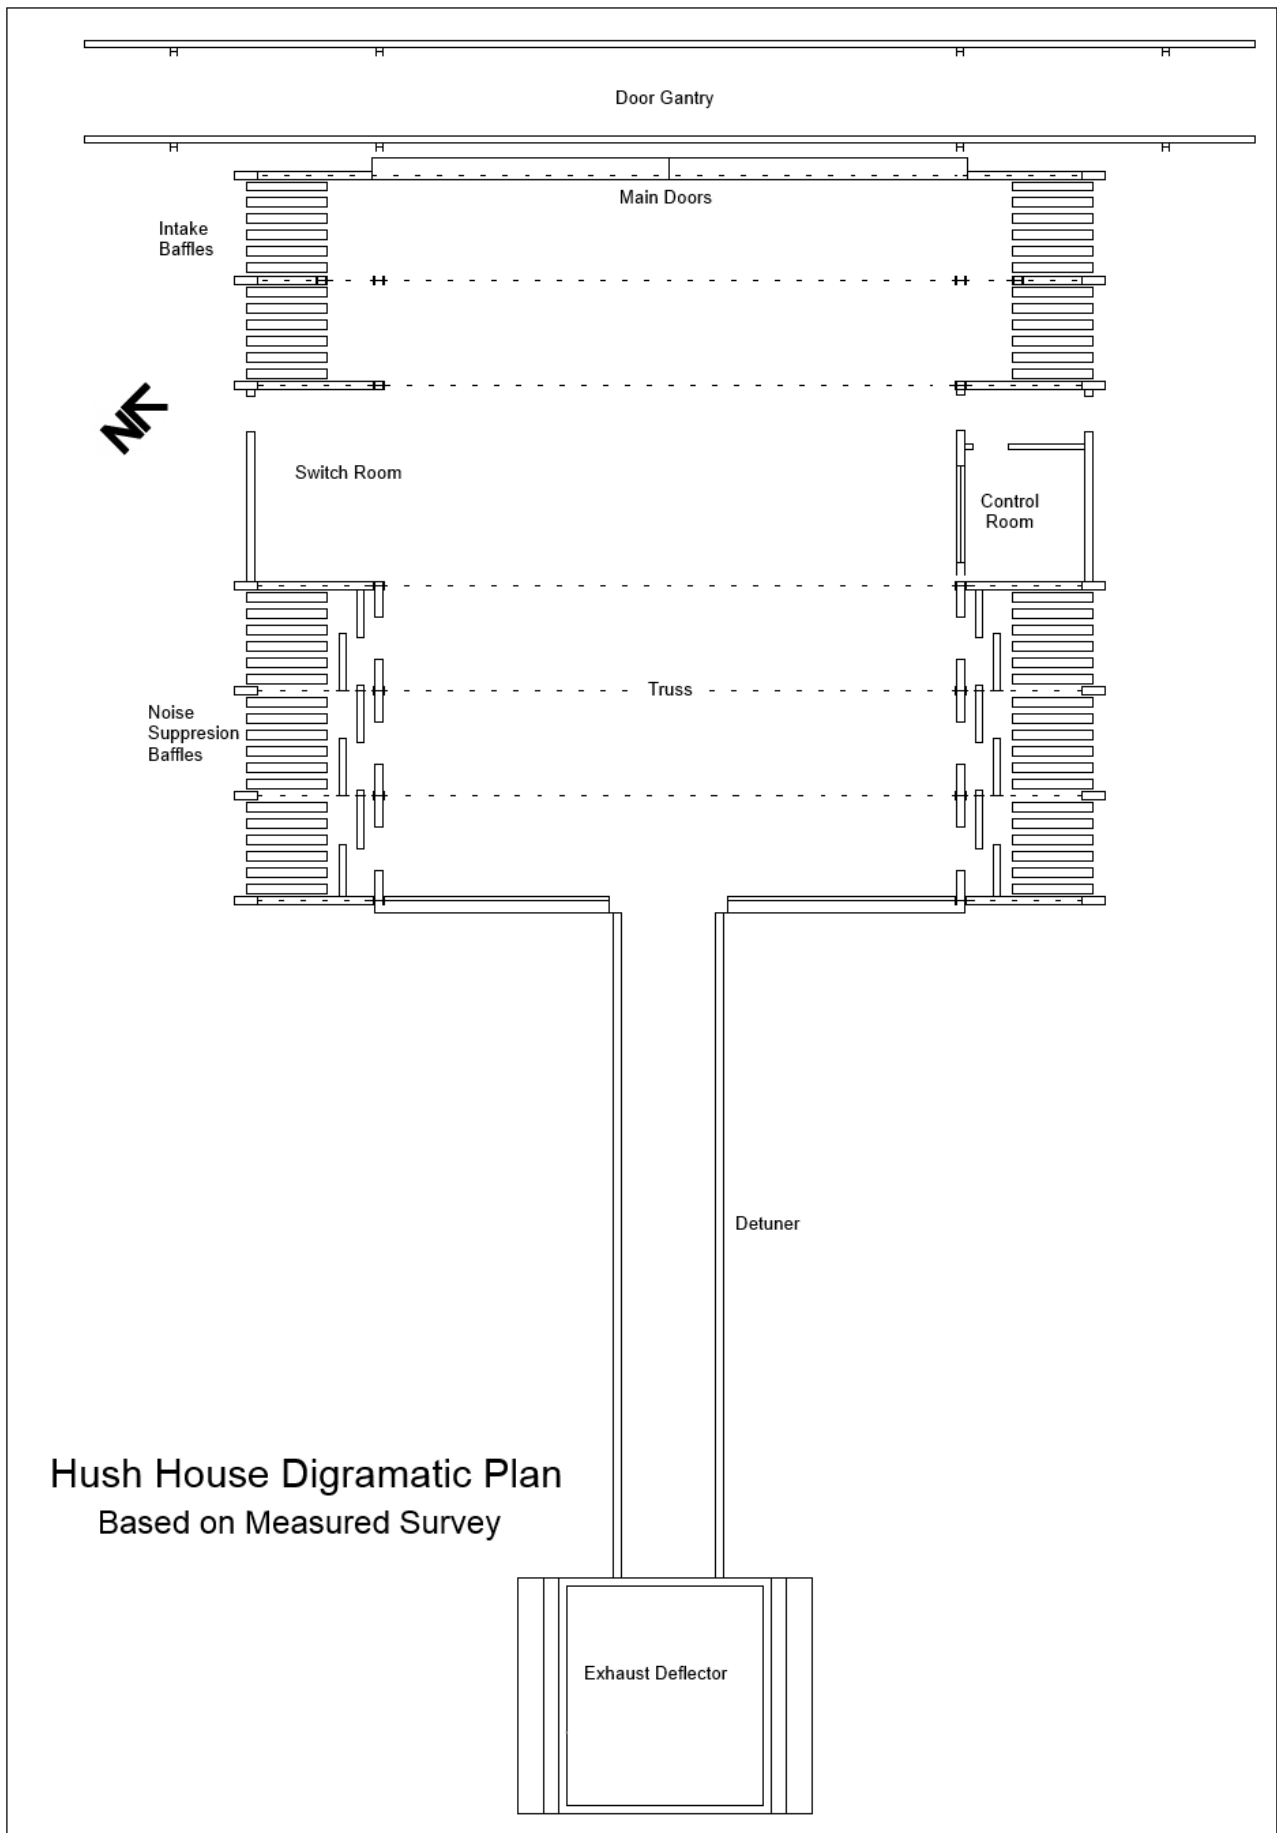 Door Gantry
Main Doors
Intake
Baffles
N
Switch Room
Control
Room
Truss
Noise
Suppresion
Baffles
Detuner
Hush House Digramatic Plan
Based on Measured Survey
Exhaust Deflector